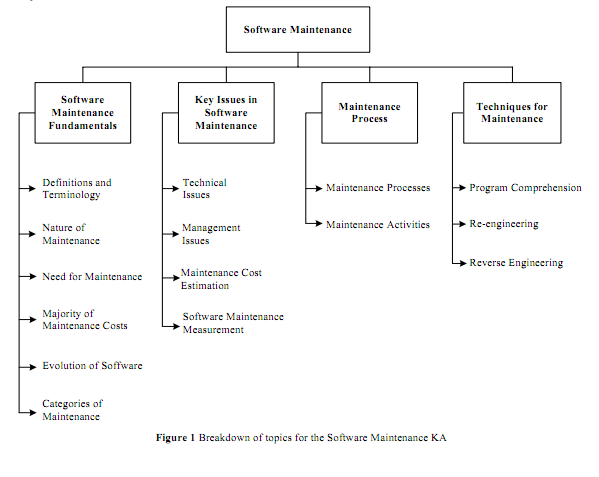 Software Maintenance
Software
Maintenance
Fundamentals
Key Issues in
Software
Maintenance
Maintenance
Process
Techniques for
Maintenance
Definitions and
Terminology
Nature of
Maintenance
Need for Maintenance
Majority of
Maintenance Costs
Evolution of Software
Categories of
Maintenance
Technical
Issues
Management
Issues
Maintenance Cost
Estimation
Software Maintenance
Measurement
Maintenance Processes
Maintenance Activities
Program Comprehension
Re-engineering
Reverse Engineering
Figure 1 Breakdown of topics for the Software Maintenance KA